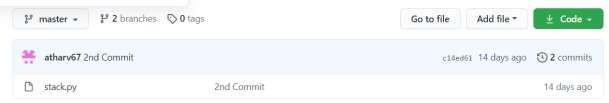 master 2 branches 0 tags Go to file Add file Code
atharv67 2nd Commit c14ed61 14 days ago 2 commits
stack.py 2nd Commit 14 days ago